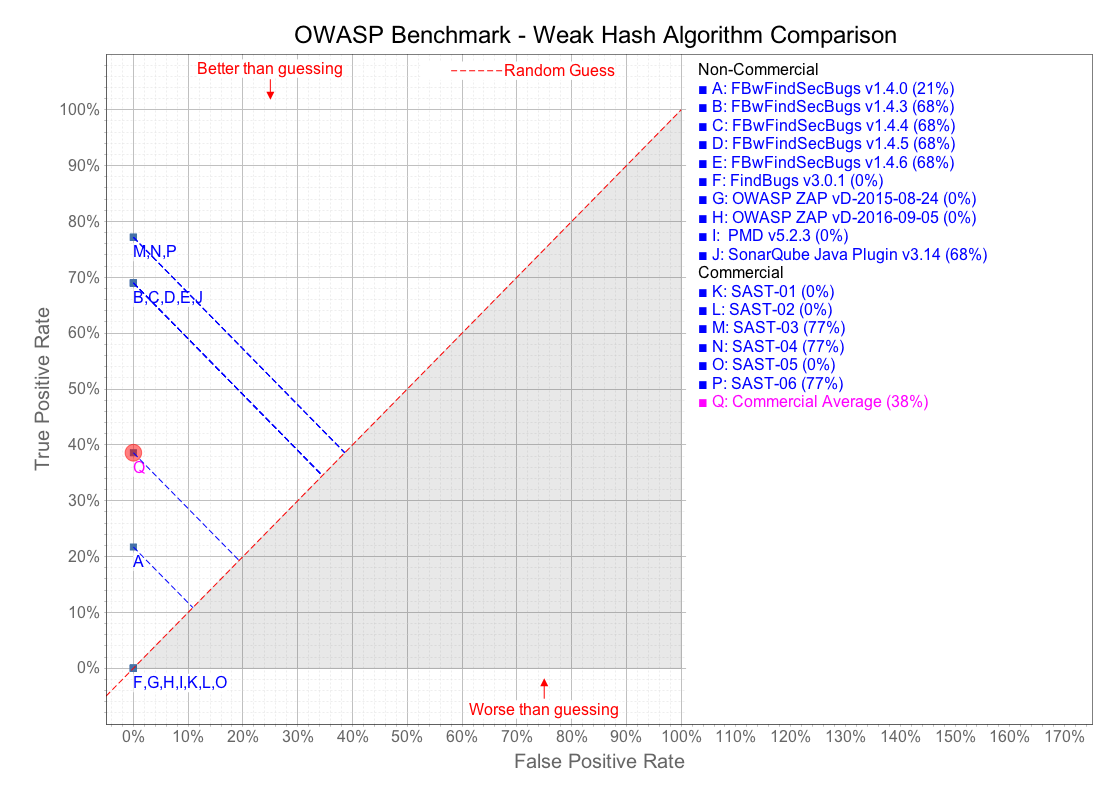 OWASP Benchmark - Weak Hash Algorithm Comparison
Better than guessing
Random Guess
Non-Commercial
A: FBwFindSecBugs v1.4.0 (21%)
B: FBwFindSecBugs v1.4.3 (68%)
C: FBwFindSecBugs v1.4.4 (68%)
D: FBwFindSecBugs v1.4.5 (68%)
E: FBwFindSecBugs v1.4.6 (68%)
F: FindBugs v3.0.1 (0%)
G: OWASP ZAP vD-2015-08-24 (0%)
H: OWASP ZAP vD-2016-09-05 (0%)
I: PMD v5.2.3 (0%)
J: SonarQube Java Plugin v3.14 (68%)
Commercial
K: SAST-01 (0%)
L: SAST-02 (0%)
M: SAST-03 (77%)
N: SAST-04 (77%)
O: SAST-05 (0%)
P: SAST-06 (77%)
Q: Commercial Average (38%)
True Positive Rate
100%
90%
80%
70%
60%
50%
40%
30%
20%
10%
0%
M,N,P
B,C,D,E,J
Q
A
F,G,H,I,K,L,O
Worse than guessing
0% 10% 20% 30% 40% 50% 60% 70% 80% 90% 100% 110% 120% 130% 140% 150% 160% 170%
False Positive Rate